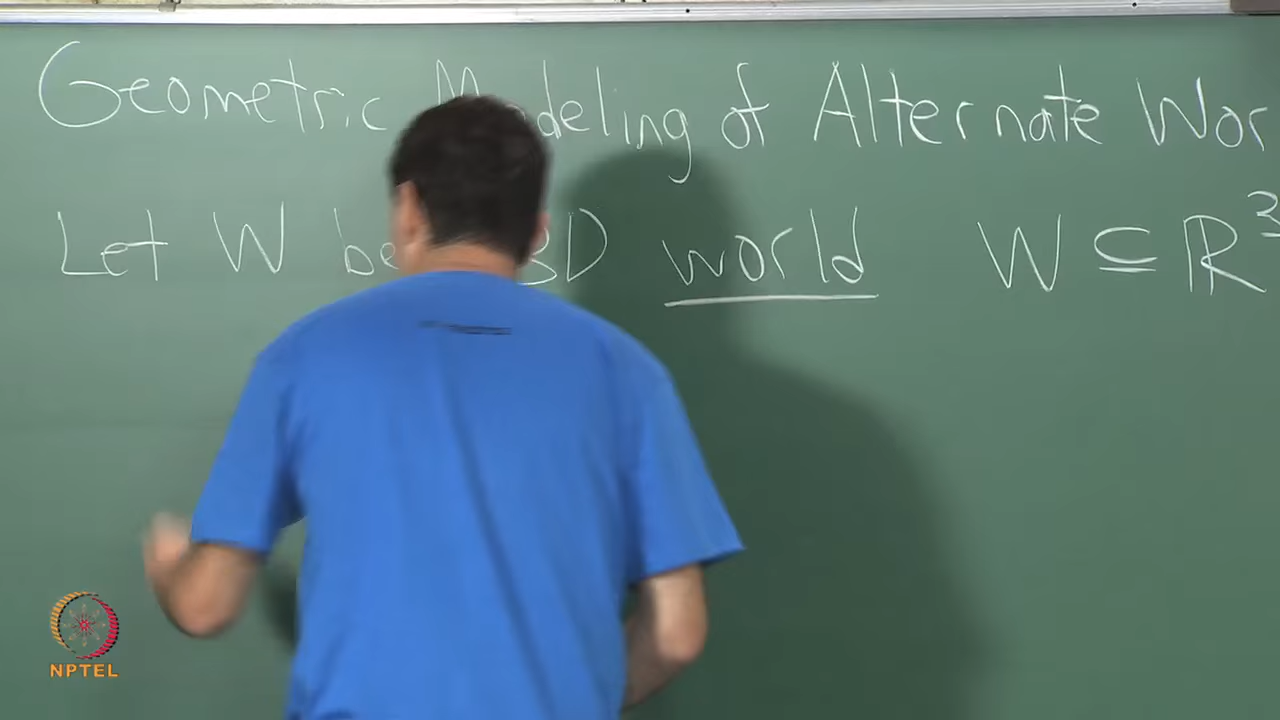 Geometric Modeling of Alternate Wor
Let W be 3D world W ⊆ ℝ³
NPTEL